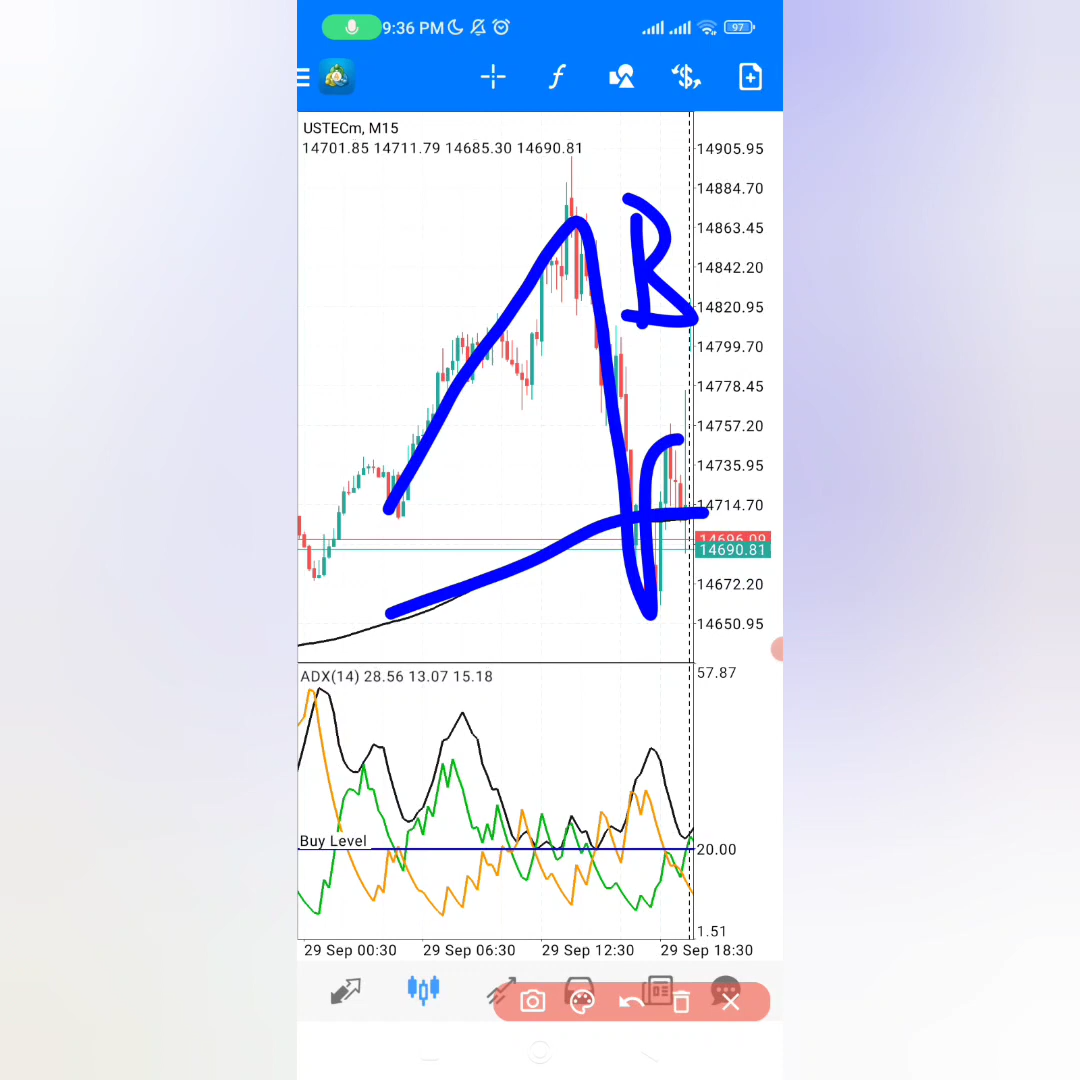 9:36 PM
97
f
USTECm, M15
14701.85 14711.79 14685.30 14690.81
14905.95
14884.70
14863.45
14842.20
14820.95
14799.70
14778.45
14757.20
14735.95
14714.70
14696.09
14690.81
14672.20
14650.95
B
ADX(14) 28.56 13.07 15.18
57.87
Buy Level
20.00
1.51
29 Sep 00:30 29 Sep 06:30 29 Sep 12:30 29 Sep 18:30